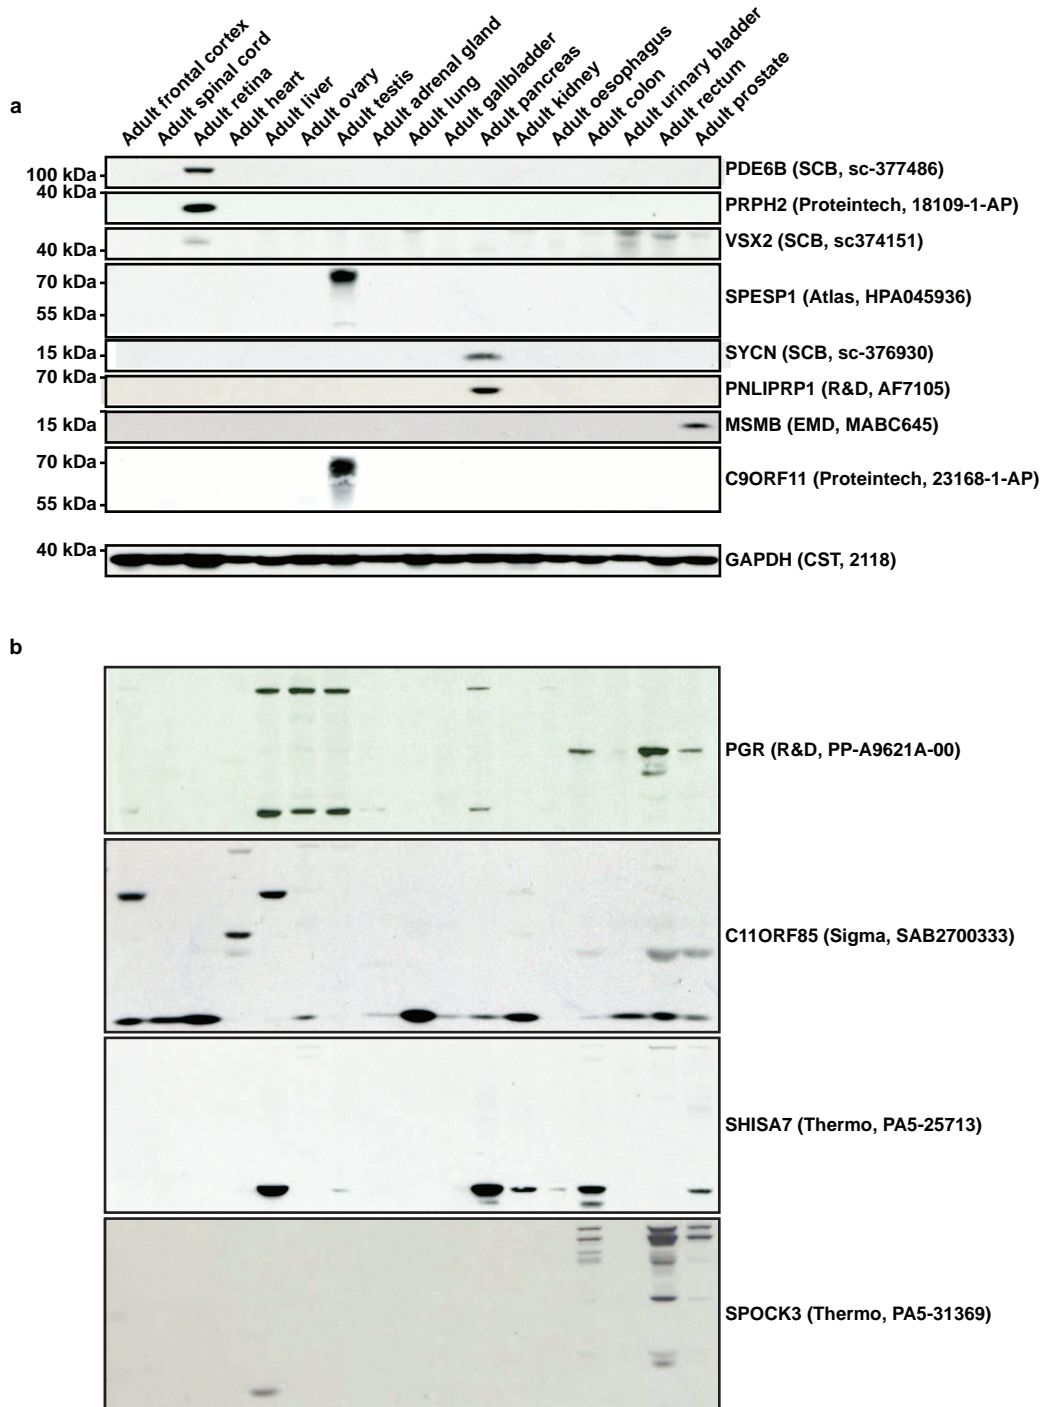 a
Adult frontal cortex
Adult spinal cord
Adult retina
Adult heart
Adult liver
Adult ovary
Adult testis
Adult adrenal gland
Adult lung
Adult gallbladder
Adult pancreas
Adult kidney
Adult oesophagus
Adult colon
Adult urinary bladder
Adult rectum
Adult prostate
100 kDa
PDE6B (SCB, sc-377486)
40 kDa
PRPH2 (Proteintech, 18109-1-AP)
VSX2 (SCB, sc374151)
40 kDa
70 kDa
SPESP1 (Atlas, HPA045936)
55 kDa
15 kDa
SYCN (SCB, sc-376930)
70 kDa
PNLIPRP1 (R&D, AF7105)
15 kDa
MSMB (EMD, MABC645)
70 kDa
C9ORF11 (Proteintech, 23168-1-AP)
55 kDa
40 kDa
GAPDH (CST, 2118)
b
PGR (R&D, PP-A9621A-00)
C11ORF85 (Sigma, SAB2700333)
SHISA7 (Thermo, PA5-25713)
SPOCK3 (Thermo, PA5-31369)